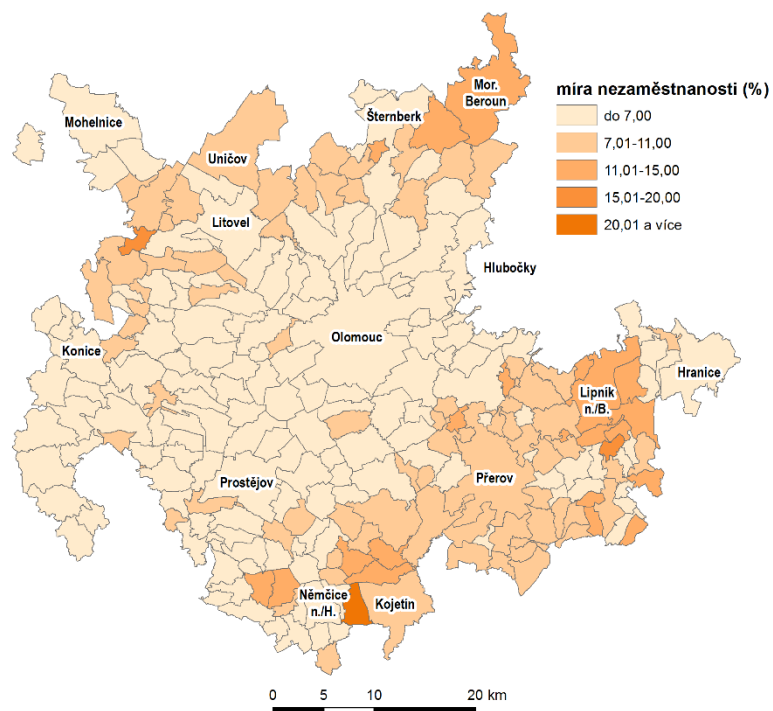 Mor.
Beroun
míra nezaměstnanosti (%)
do 7,00
7,01-11,00
11,01-15,00
15,01-20,00
20,01 a více
Mohelnice
Šternberk
Uničov
Litovel
Hlubočky
Olomouc
Konice
Hranice
Lipník
n./B.
Prostějov
Přerov
Němčice
n./H.
Kojetin
0 5 10 20 km